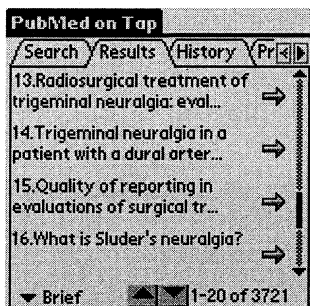 PubMed on Tap
Search Results History Pr
13.Radiosurgical treatment of
trigeminal neuralgia: eval...
14.Trigeminal neuralgia in a
patient with a dural arter...
15.Quality of reporting in
evaluations of surgical tr...
16.What is Sluder's neuralgia?
Brief 1-20 of 3721